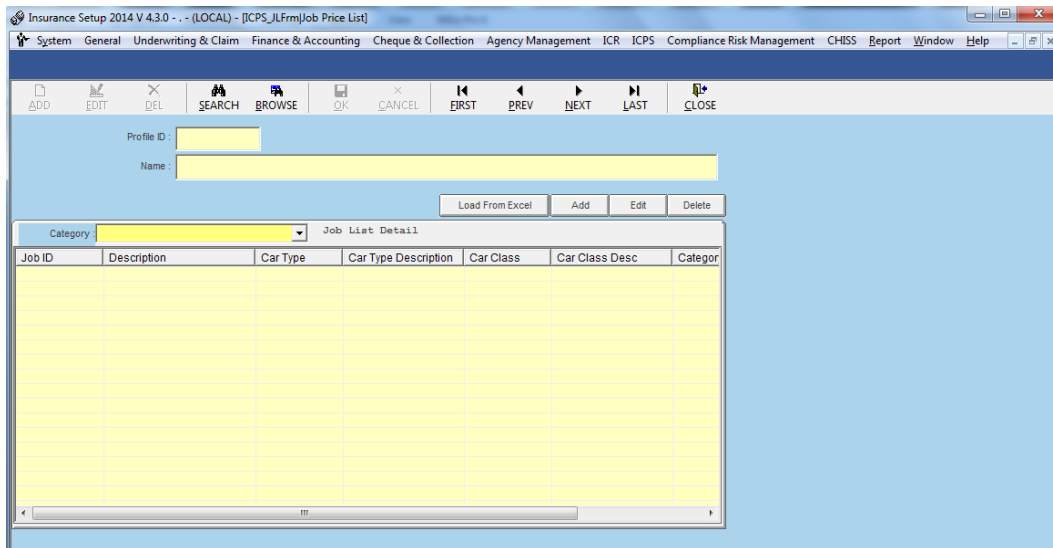 Insurance Setup 2014 V 4.3.0 - . - (LOCAL) - [ICPS_JLFrm|Job Price List]
System General Underwriting & Claim Finance & Accounting Cheque & Collection Agency Management ICR ICPS Compliance Risk Management CHISS Report Window Help
ADD EDIT DEL SEARCH BROWSE OK CANCEL FIRST PREV NEXT LAST CLOSE
Profile ID :
Name :
Load From Excel Add Edit Delete
Category : Job List Detail
Job ID Description Car Type Car Type Description Car Class Car Class Desc Categor